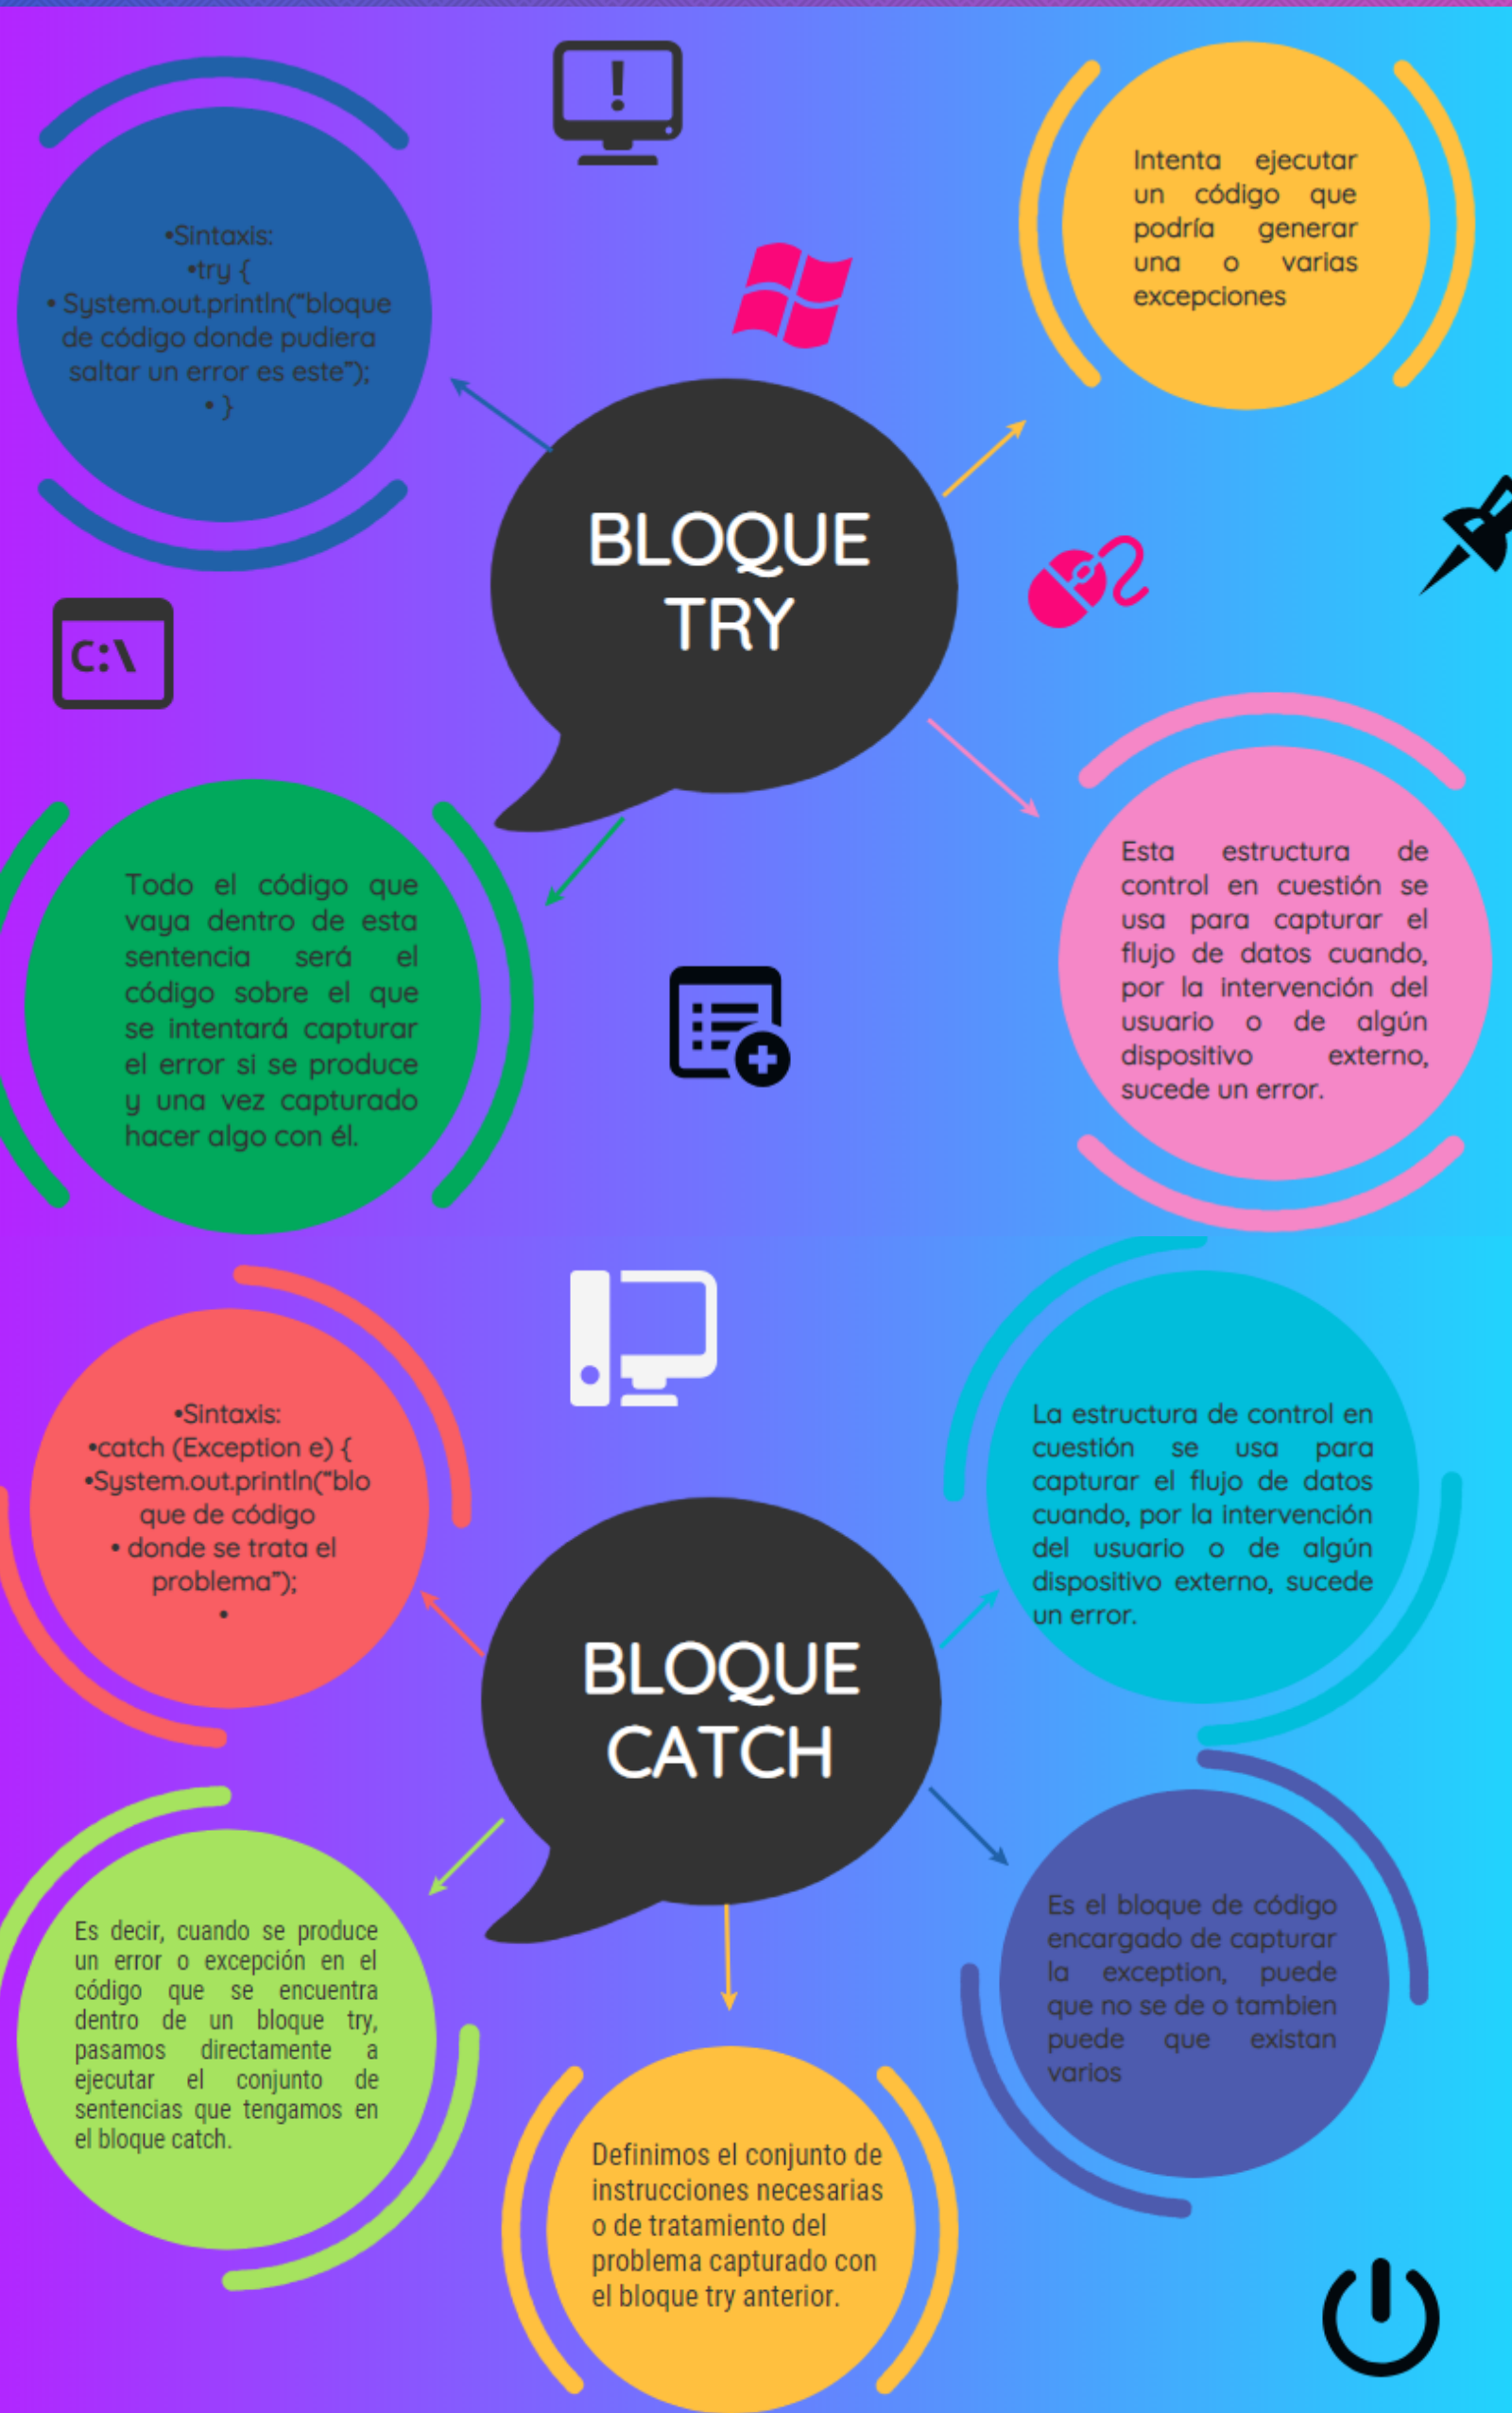 •Sintaxis:
•try {
• System.out.println(“bloque
de código donde pudiera
saltar un error es este”);
• }
Intenta ejecutar
un código que
podría generar
una o varias
excepciones
BLOQUE
TRY
C:\
Todo el código que
vaya dentro de esta
sentencia será el
código sobre el que
se intentará capturar
el error si se produce
y una vez capturado
hacer algo con él.
Esta estructura de
control en cuestión se
usa para capturar el
flujo de datos cuando,
por la intervención del
usuario o de algún
dispositivo externo,
sucede un error.
•Sintaxis:
•catch (Exception e) {
•System.out.println(“blo
que de código
• donde se trata el
problema”);
•
La estructura de control en
cuestión se usa para
capturar el flujo de datos
cuando, por la intervención
del usuario o de algún
dispositivo externo, sucede
un error.
BLOQUE
CATCH
Es decir, cuando se produce
un error o excepción en el
código que se encuentra
dentro de un bloque try,
pasamos directamente a
ejecutar el conjunto de
sentencias que tengamos en
el bloque catch.
Es el bloque de código
encargado de capturar
la exception, puede
que no se de o tambien
puede que existan
varios
Definimos el conjunto de
instrucciones necesarias
o de tratamiento del
problema capturado con
el bloque try anterior.